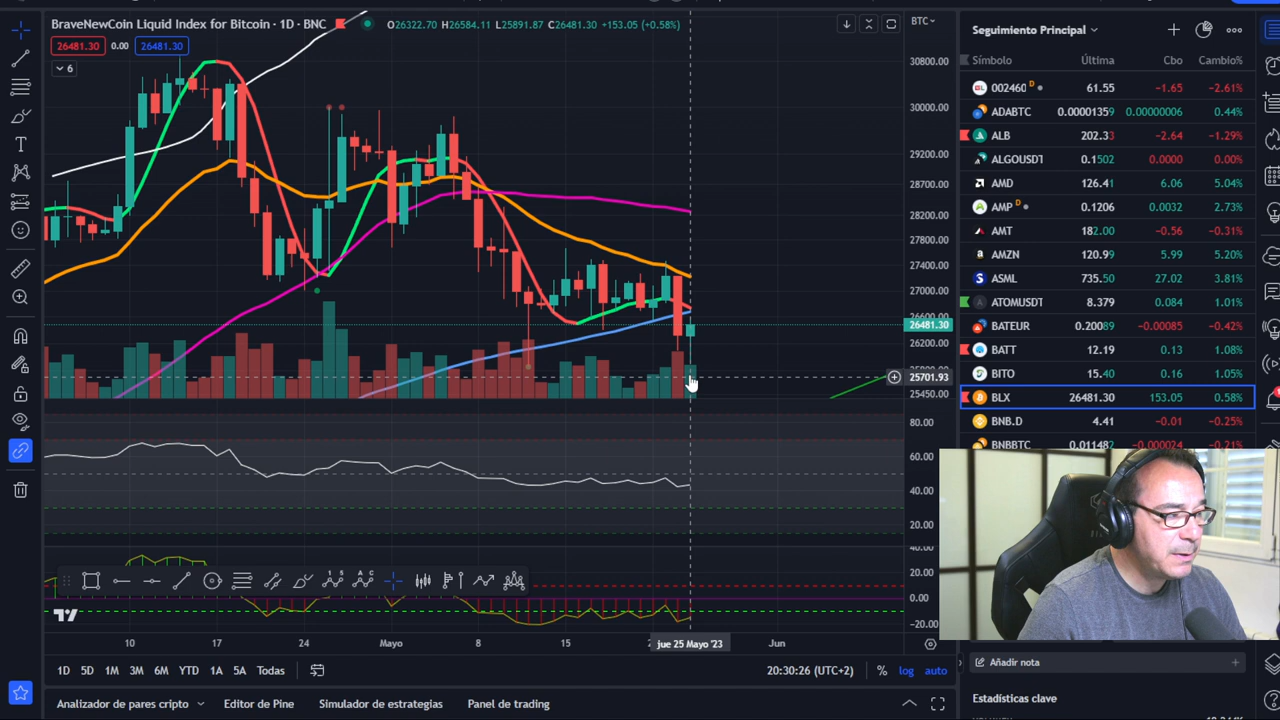 BraveNewCoin Liquid Index for Bitcoin · 1D · BNC O26322.70 H26584.11 L25891.87 C26481.30 +153.05 (+0.58%)
26481.30 0.00 26481.30
6
BTC
30800.00
30000.00
29200.00
28700.00
28200.00
27800.00
27400.00
27000.00
26600.00
26481.30
26200.00
25701.93
25450.00
80.00
60.00
40.00
20.00
40.00
20.00
0.00
−20.00
10 17 24 Mayo 8 15 jue 25 Mayo '23 Jun
1D 5D 1M 3M 6M YTD 1A 5A Todas 20:30:26 (UTC+2) % log auto
Analizador de pares cripto Editor de Pine Simulador de estrategias Panel de trading
Seguimiento Principal
Símbolo Última Cbo Cambio%
002460 D 61.55 −1.65 −2.61%
ADABTC 0.00001359 0.00000006 0.44%
ALB 202.33 −2.64 −1.29%
ALGOUSDT 0.1502 0.0000 0.00%
AMD 126.41 6.06 5.04%
AMP D 0.1206 0.0032 2.73%
AMT 182.00 −0.56 −0.31%
AMZN 120.99 5.99 5.20%
ASML 735.50 27.02 3.81%
ATOMUSDT 8.379 0.084 1.01%
BATEUR 0.20089 −0.00085 −0.42%
BATT 12.19 0.13 1.08%
BITO 15.40 0.16 1.05%
BLX 26481.30 153.05 0.58%
BNB.D 4.41 −0.01 −0.25%
BNBBTC 0.011482 −0.000024 −0.21%
Añadir nota
Estadísticas clave